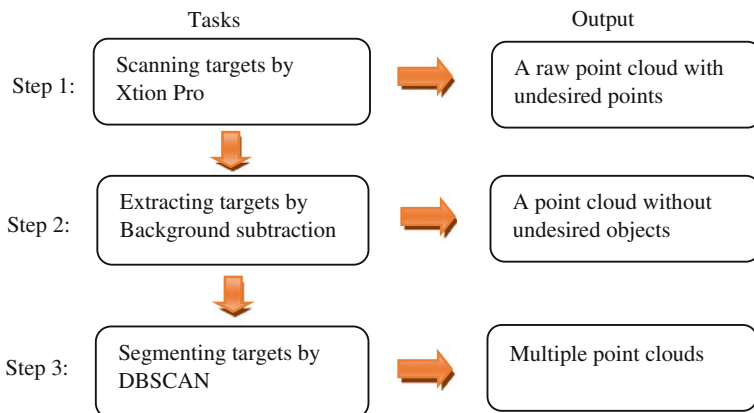 Tasks
Output
Step 1:
Scanning targets by
Xtion Pro
A raw point cloud with
undesired points
Step 2:
Extracting targets by
Background subtraction
A point cloud without
undesired objects
Step 3:
Segmenting targets by
DBSCAN
Multiple point clouds